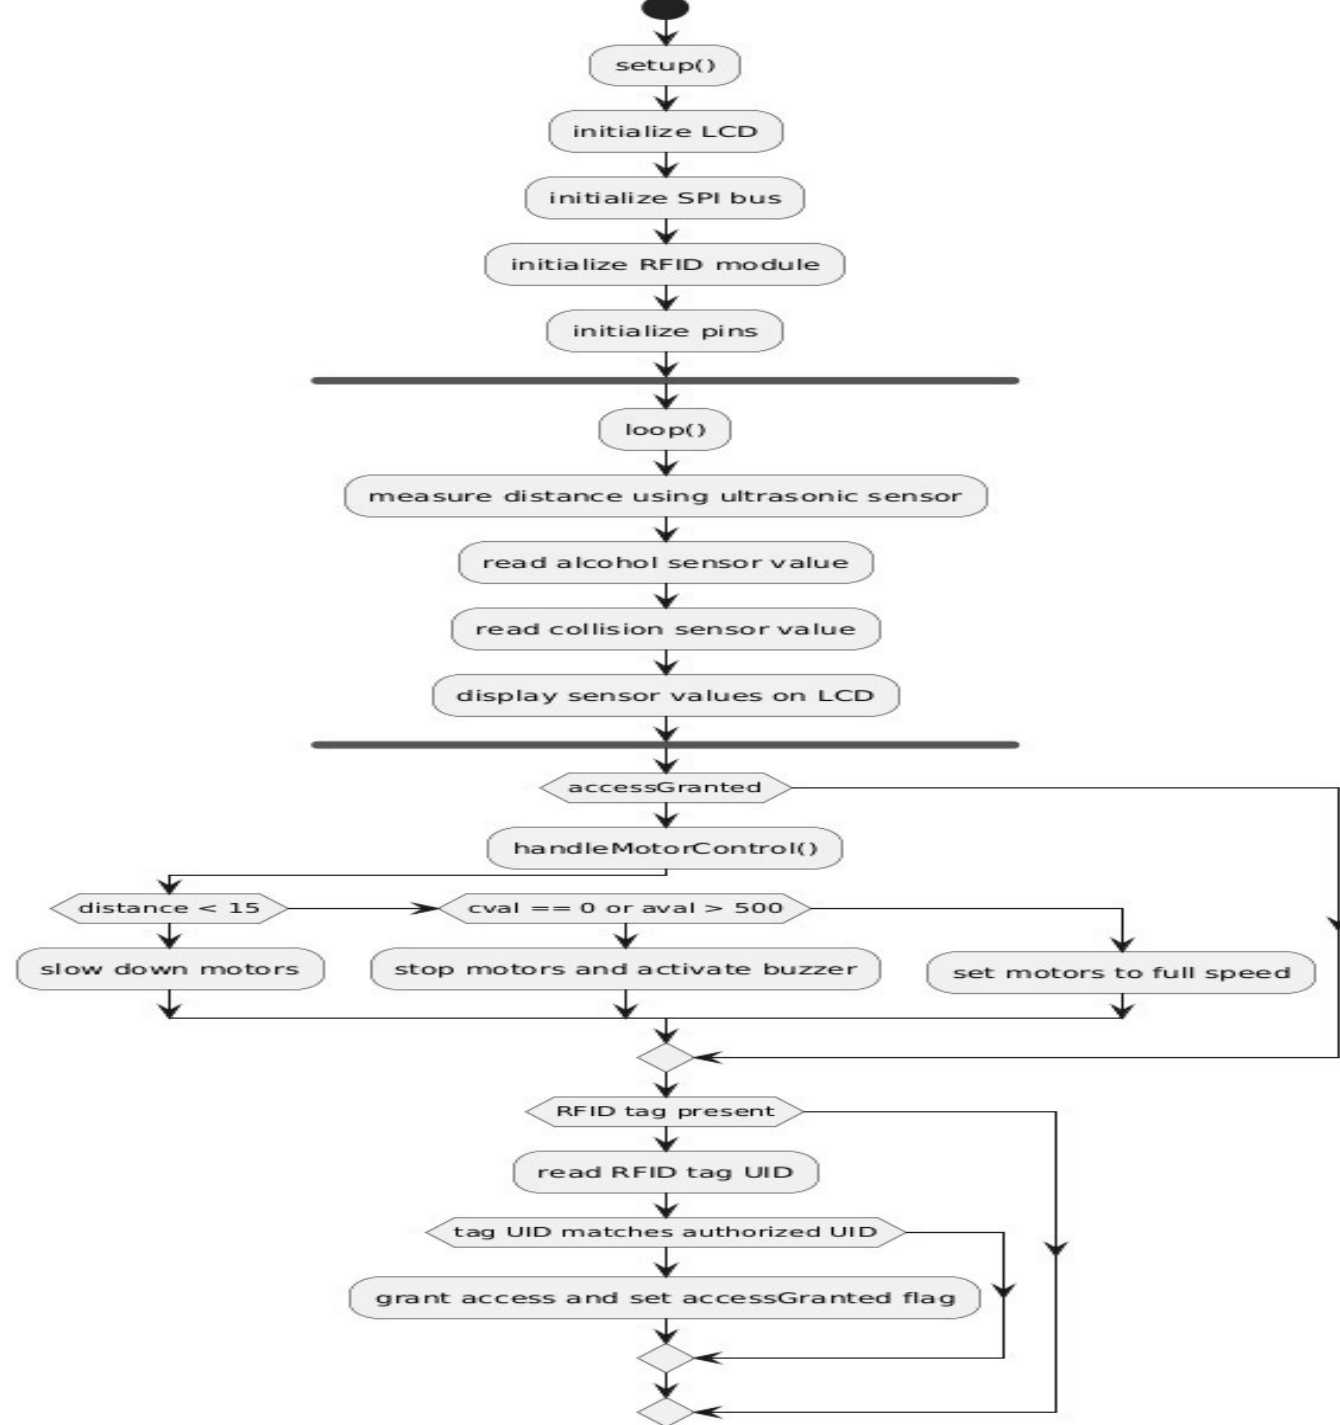 setup()
initialize LCD
initialize SPI bus
initialize RFID module
initialize pins
loop()
measure distance using ultrasonic sensor
read alcohol sensor value
read collision sensor value
display sensor values on LCD
accessGranted
handleMotorControl()
distance < 15
cval == 0 or aval > 500
slow down motors
stop motors and activate buzzer
set motors to full speed
RFID tag present
read RFID tag UID
tag UID matches authorized UID
grant access and set accessGranted flag